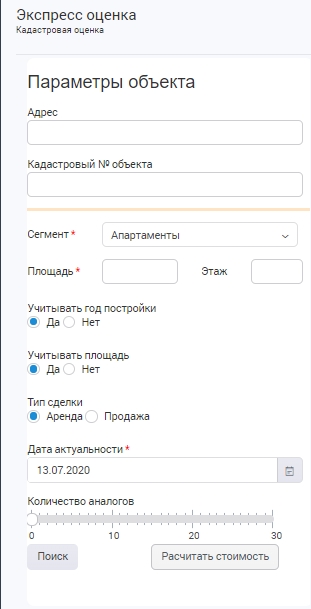 Экспресс оценка
Кадастровая оценка
Параметры объекта
Адрес
Кадастровый № объекта
Сегмент * Апартаменты
Площадь * Этаж
Учитывать год постройки
Да Нет
Учитывать площадь
Да Нет
Тип сделки
Аренда Продажа
Дата актуальности *
13.07.2020
Количество аналогов
0 10 20 30
Поиск Расчитать стоимость